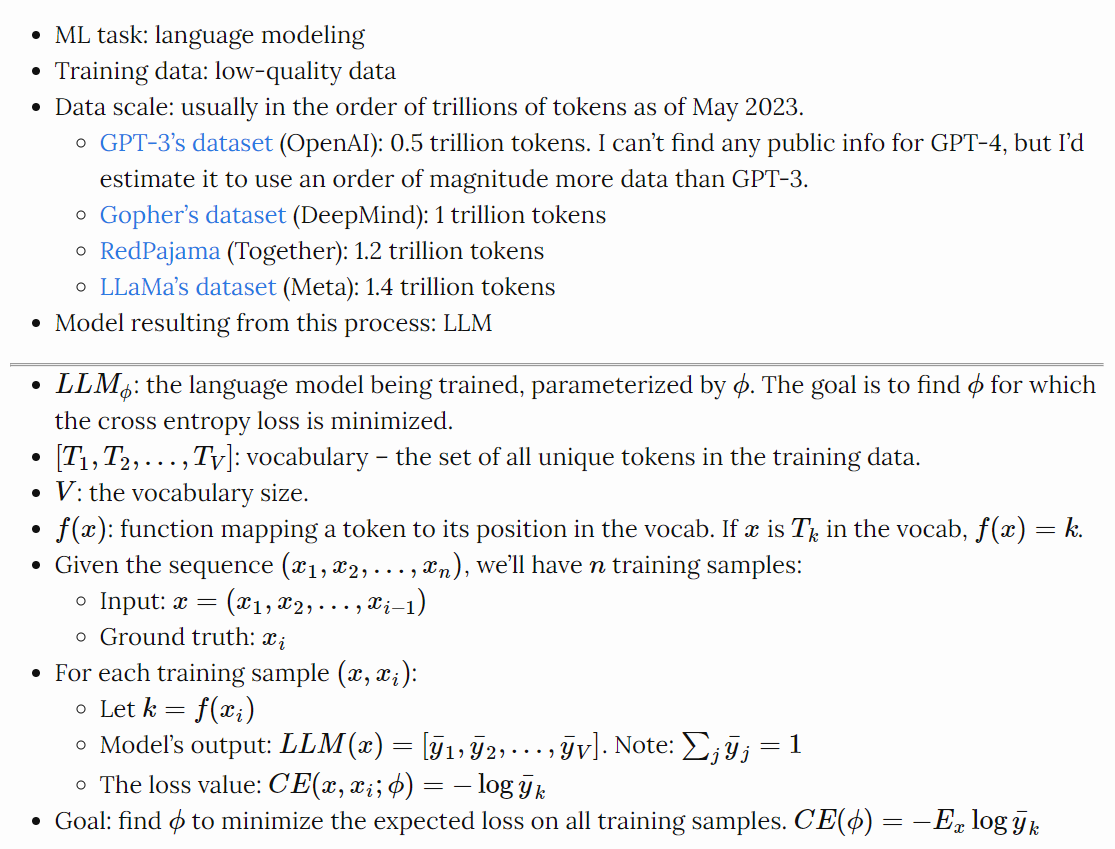 • ML task: language modeling
• Training data: low-quality data
• Data scale: usually in the order of trillions of tokens as of May 2023.
◦ GPT-3’s dataset (OpenAI): 0.5 trillion tokens. I can’t find any public info for GPT-4, but I’d
estimate it to use an order of magnitude more data than GPT-3.
◦ Gopher’s dataset (DeepMind): 1 trillion tokens
◦ RedPajama (Together): 1.2 trillion tokens
◦ LLaMa’s dataset (Meta): 1.4 trillion tokens
• Model resulting from this process: LLM
• $LLM_\phi$: the language model being trained, parameterized by $\phi$. The goal is to find $\phi$ for which
the cross entropy loss is minimized.
• $[T_1, T_2, \ldots, T_V]$: vocabulary – the set of all unique tokens in the training data.
• $V$: the vocabulary size.
• $f(x)$: function mapping a token to its position in the vocab. If $x$ is $T_k$ in the vocab, $f(x) = k$.
• Given the sequence $(x_1, x_2, \ldots, x_n)$, we’ll have $n$ training samples:
◦ Input: $x = (x_1, x_2, \ldots, x_{i-1})$
◦ Ground truth: $x_i$
• For each training sample $(x, x_i)$:
◦ Let $k = f(x_i)$
◦ Model’s output: $LLM(x) = [\bar{y}_1, \bar{y}_2, \ldots, \bar{y}_V]$. Note: $\sum_j \bar{y}_j = 1$
◦ The loss value: $CE(x, x_i; \phi) = -\log \bar{y}_k$
• Goal: find $\phi$ to minimize the expected loss on all training samples. $CE(\phi) = -E_x \log \bar{y}_k$